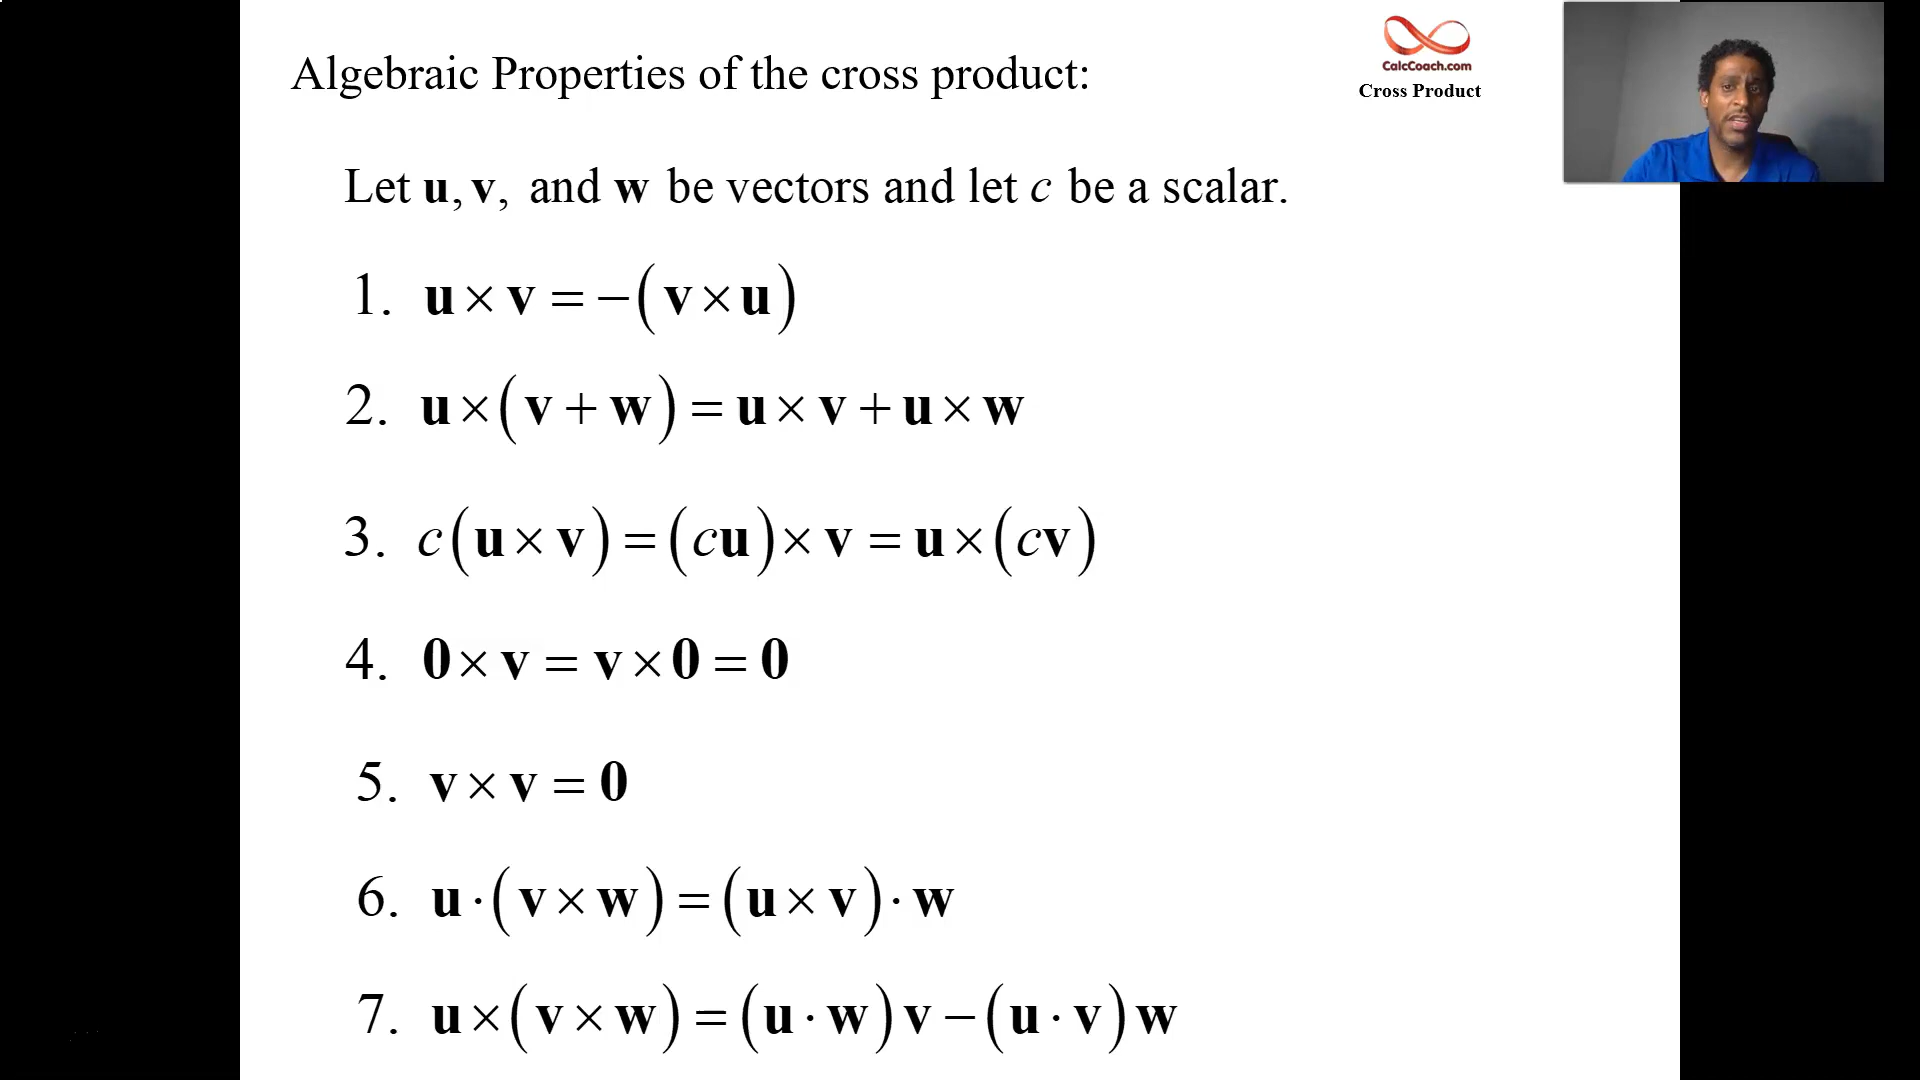 Algebraic Properties of the cross product:
CalcCoach.com
Cross Product
Let u, v, and w be vectors and let c be a scalar.
1. u × v = −(v × u)
2. u × (v + w) = u × v + u × w
3. c(u × v) = (cu) × v = u × (cv)
4. 0 × v = v × 0 = 0
5. v × v = 0
6. u · (v × w) = (u × v) · w
7. u × (v × w) = (u · w) v − (u · v) w